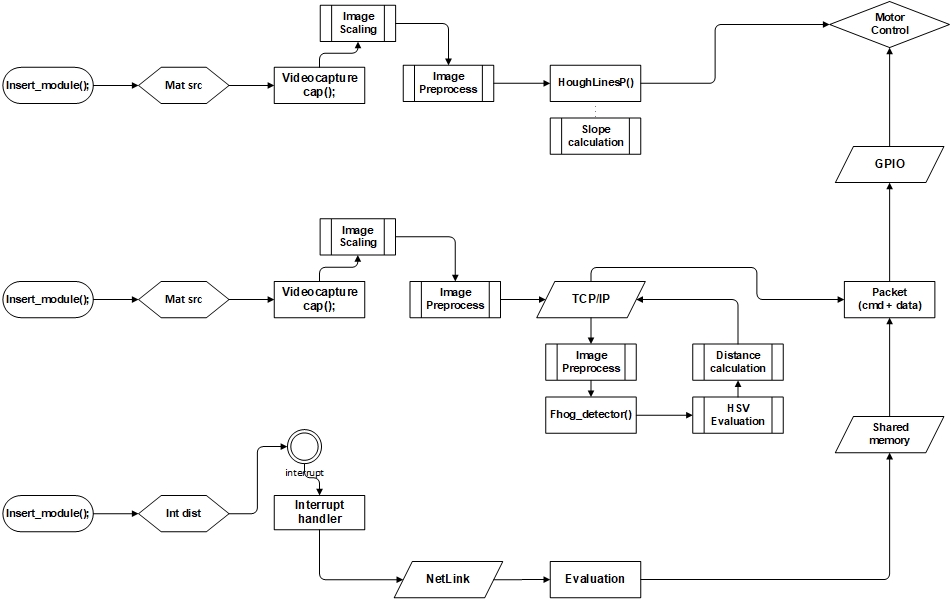 Image
Scaling
Motor
Control
Insert_module();
Mat src
Videocapture
cap();
Image
Preprocess
HoughLinesP()
Slope
calculation
GPIO
Image
Scaling
Insert_module();
Mat src
Videocapture
cap();
Image
Preprocess
TCP/IP
Packet
(cmd + data)
Image
Preprocess
Distance
calculation
Fhog_detector()
HSV
Evaluation
Shared
memory
interrupt
Insert_module();
Int dist
Interrupt
handler
NetLink
Evaluation